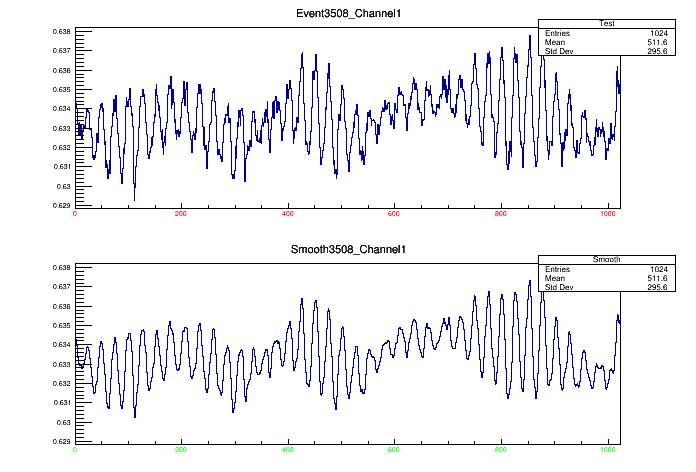 Event3508_Channel1
Test
Entries 1024
Mean 511.6
Std Dev 295.6
0.638
0.637
0.636
0.635
0.634
0.633
0.632
0.631
0.63
0.629
0 200 400 600 800 1000
Smooth3508_Channel1
Smooth
Entries 1024
Mean 511.6
Std Dev 295.6
0.638
0.637
0.636
0.635
0.634
0.633
0.632
0.631
0.63
0.629
0 200 400 600 800 1000